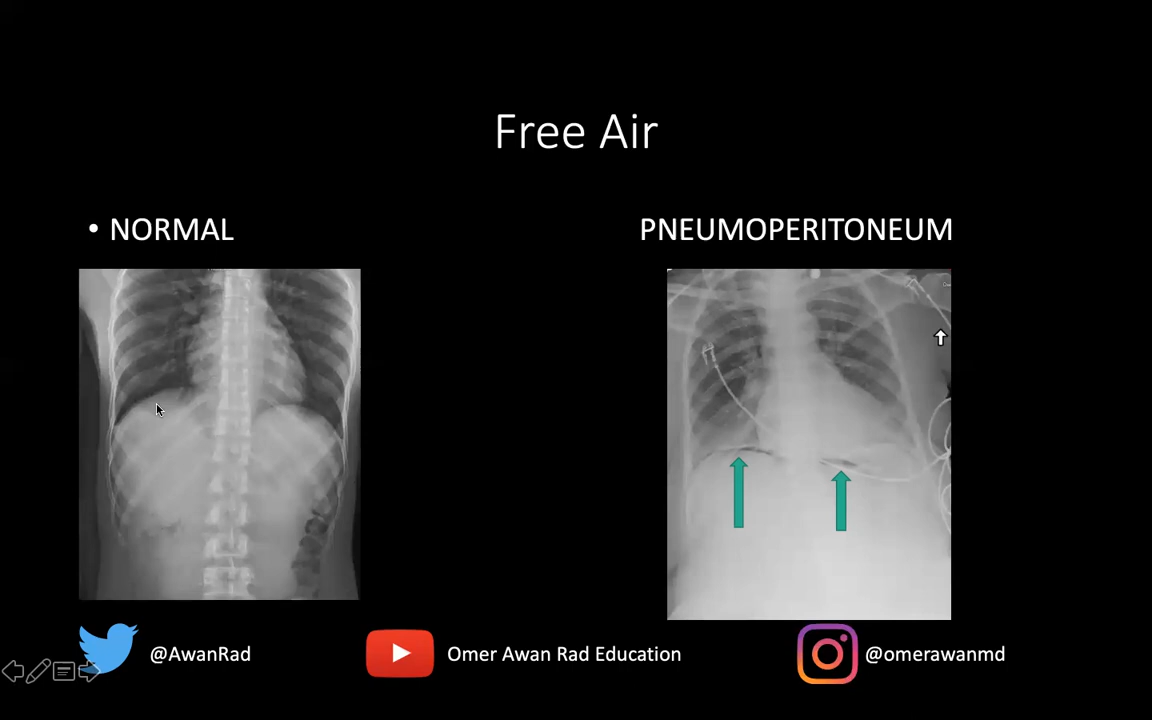 Free Air
• NORMAL
PNEUMOPERITONEUM
@AwanRad
Omer Awan Rad Education
@omerawanmd